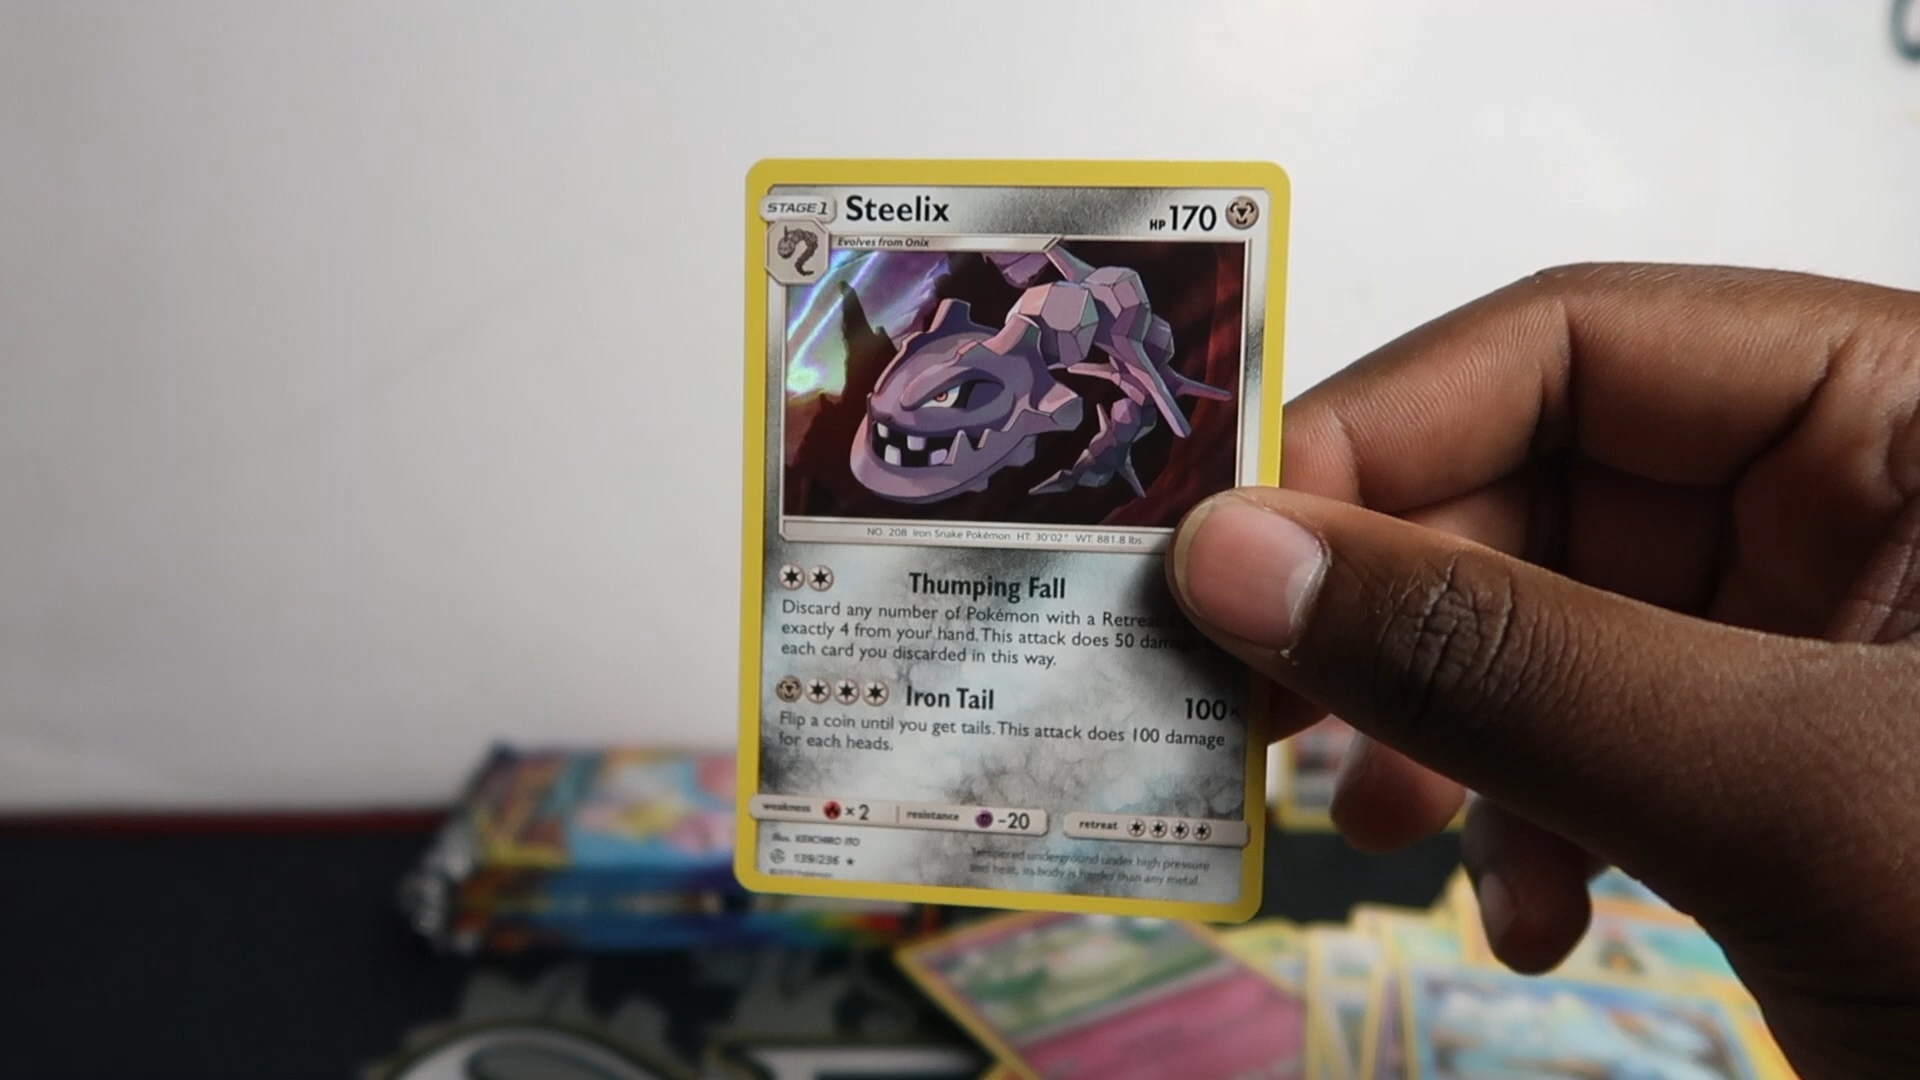 STAGE 1 Steelix HP 170
Evolves from Onix
NO. 208 Iron Snake Pokémon HT: 30'02" WT: 881.8 lbs.
Thumping Fall
Discard any number of Pokémon with a Retreat
exactly 4 from your hand. This attack does 50 damage
each card you discarded in this way.
Iron Tail 100×
Flip a coin until you get tails. This attack does 100 damage
for each heads.
weakness ×2 resistance -20 retreat
Illus. KEIICHIRO ITO
139/236 ★
Tempered underground under high pressure
and heat, its body is harder than any metal.
©2019 Pokémon